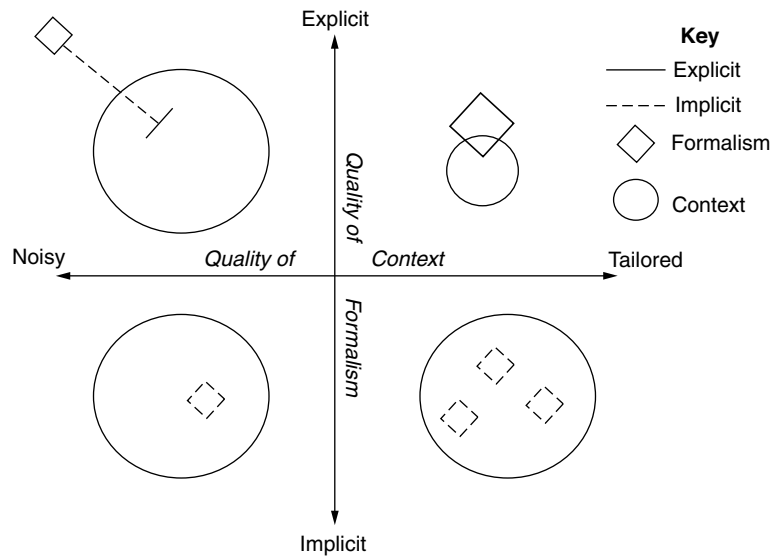 Explicit
Key
Explicit
Implicit
Formalism
Context
Quality of
Noisy
Quality of
Context
Tailored
Formalism
Implicit